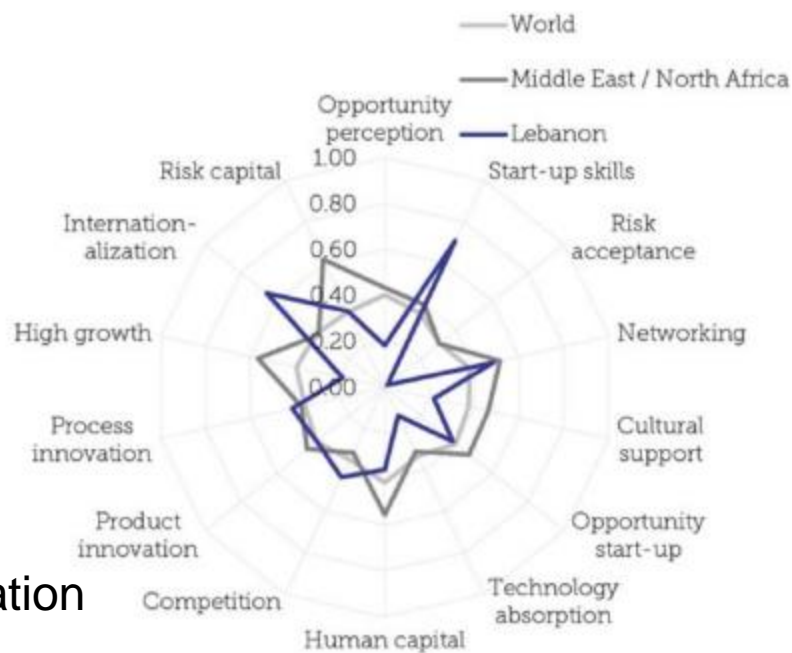 World
Middle East / North Africa
Lebanon
Opportunity
perception
Start-up skills
Risk
acceptance
Networking
Cultural
support
Opportunity
start-up
Technology
absorption
Human capital
Competition
Product
innovation
Process
innovation
High growth
Internation-
alization
Risk capital
1.00
0.80
0.60
0.40
0.20
0.00
ation